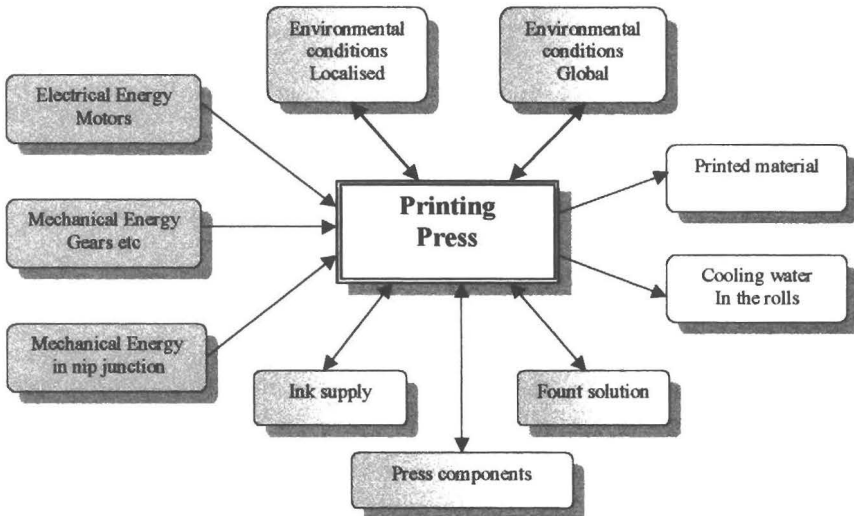 Environmental
conditions
Localised
Environmental
conditions
Global
Electrical Energy
Motors
Printed material
Printing
Press
Mechanical Energy
Gears etc
Cooling water
In the rolls
Mechanical Energy
in nip junction
Ink supply
Fount solution
Press components